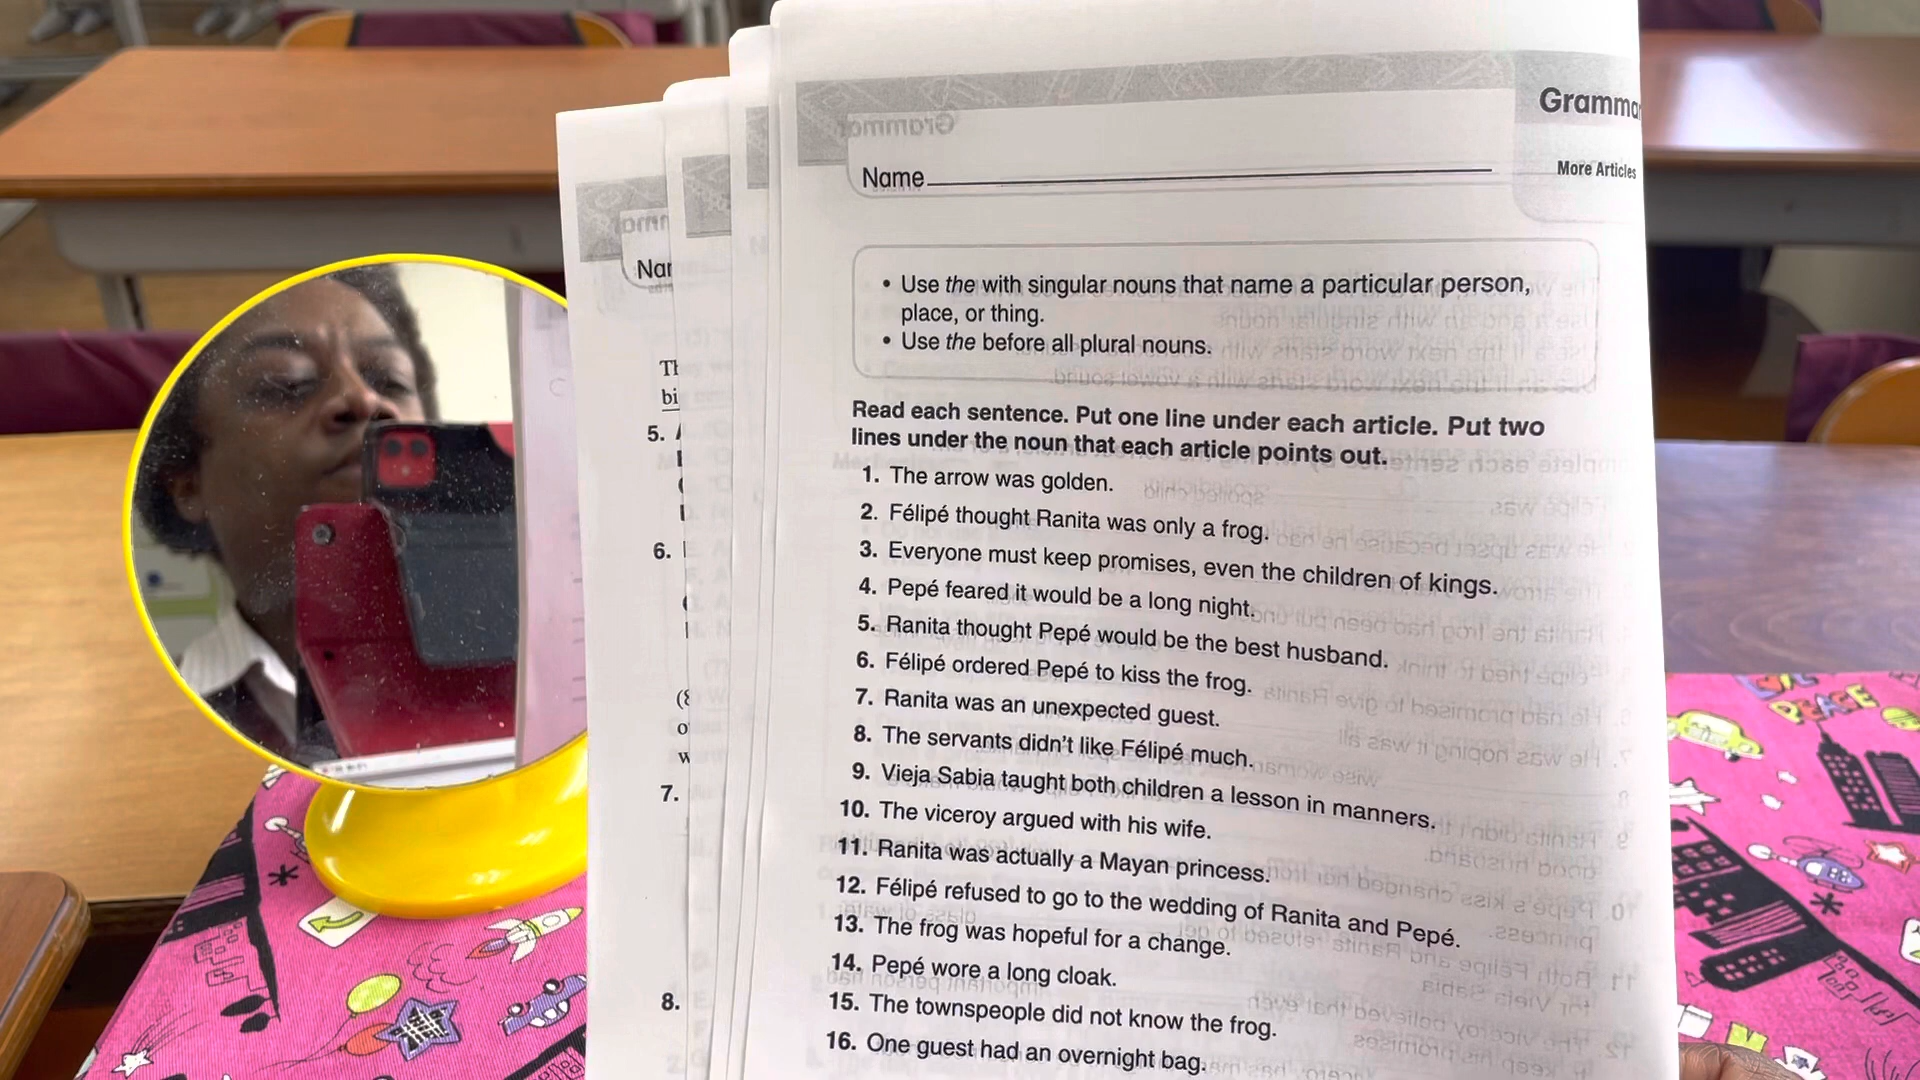 Grammar
Name
More Articles
• Use the with singular nouns that name a particular person,
place, or thing.
• Use the before all plural nouns.
Read each sentence. Put one line under each article. Put two
lines under the noun that each article points out.
1. The arrow was golden.
2. Félipé thought Ranita was only a frog.
3. Everyone must keep promises, even the children of kings.
4. Pepé feared it would be a long night.
5. Ranita thought Pepé would be the best husband.
6. Félipé ordered Pepé to kiss the frog.
7. Ranita was an unexpected guest.
8. The servants didn't like Félipé much.
9. Vieja Sabia taught both children a lesson in manners.
10. The viceroy argued with his wife.
11. Ranita was actually a Mayan princess.
12. Félipé refused to go to the wedding of Ranita and Pepé.
13. The frog was hopeful for a change.
14. Pepé wore a long cloak.
15. The townspeople did not know the frog.
16. One guest had an overnight bag.
5.
6.
7.
8.
PEACE